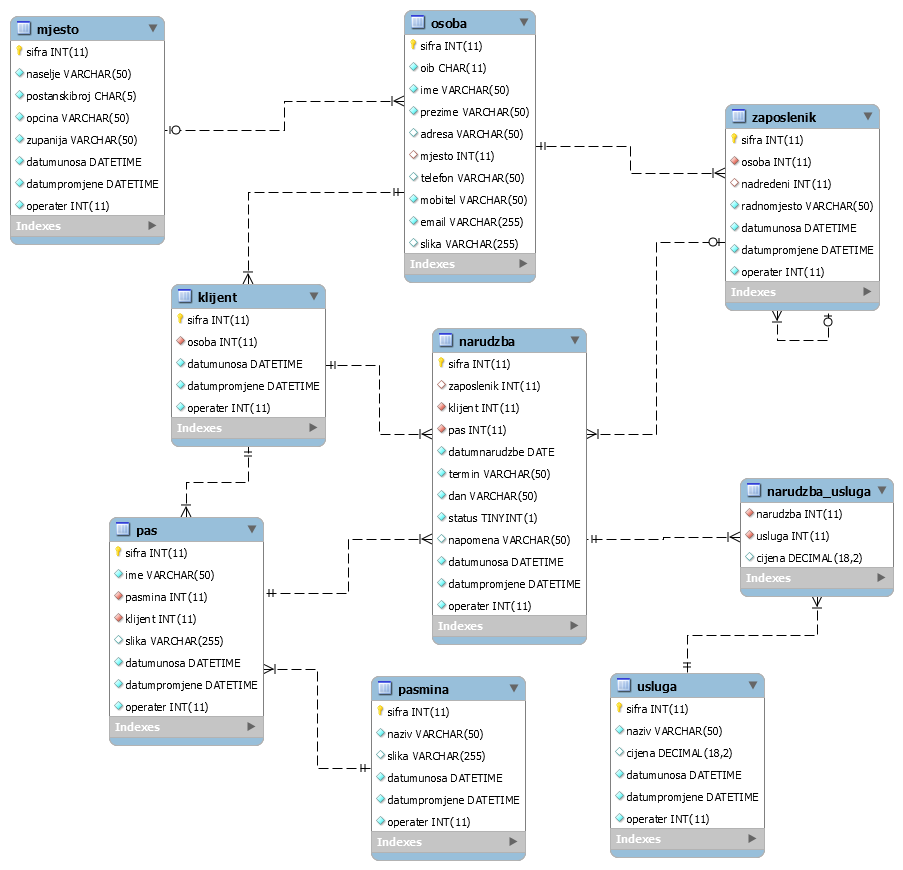 mjesto
sifra INT(11)
naselje VARCHAR(50)
postanskibroj CHAR(5)
opcina VARCHAR(50)
zupanija VARCHAR(50)
datumunosa DATETIME
datumpromjene DATETIME
operater INT(11)
Indexes
osoba
sifra INT(11)
oib CHAR(11)
ime VARCHAR(50)
prezime VARCHAR(50)
adresa VARCHAR(50)
mjesto INT(11)
telefon VARCHAR(50)
mobitel VARCHAR(50)
email VARCHAR(255)
slika VARCHAR(255)
Indexes
zaposlenik
sifra INT(11)
osoba INT(11)
nadredeni INT(11)
radnomjesto VARCHAR(50)
datumunosa DATETIME
datumpromjene DATETIME
operater INT(11)
Indexes
klijent
sifra INT(11)
osoba INT(11)
datumunosa DATETIME
datumpromjene DATETIME
operater INT(11)
Indexes
narudzba
sifra INT(11)
zaposlenik INT(11)
klijent INT(11)
pas INT(11)
datumnarudzbe DATE
termin VARCHAR(50)
dan VARCHAR(50)
status TINYINT(1)
napomena VARCHAR(50)
datumunosa DATETIME
datumpromjene DATETIME
operater INT(11)
Indexes
narudzba_usluga
narudzba INT(11)
usluga INT(11)
cijena DECIMAL(18,2)
Indexes
pas
sifra INT(11)
ime VARCHAR(50)
pasmina INT(11)
klijent INT(11)
slika VARCHAR(255)
datumunosa DATETIME
datumpromjene DATETIME
operater INT(11)
Indexes
pasmina
sifra INT(11)
naziv VARCHAR(50)
slika VARCHAR(255)
datumunosa DATETIME
datumpromjene DATETIME
operater INT(11)
Indexes
usluga
sifra INT(11)
naziv VARCHAR(50)
cijena DECIMAL(18,2)
datumunosa DATETIME
datumpromjene DATETIME
operater INT(11)
Indexes